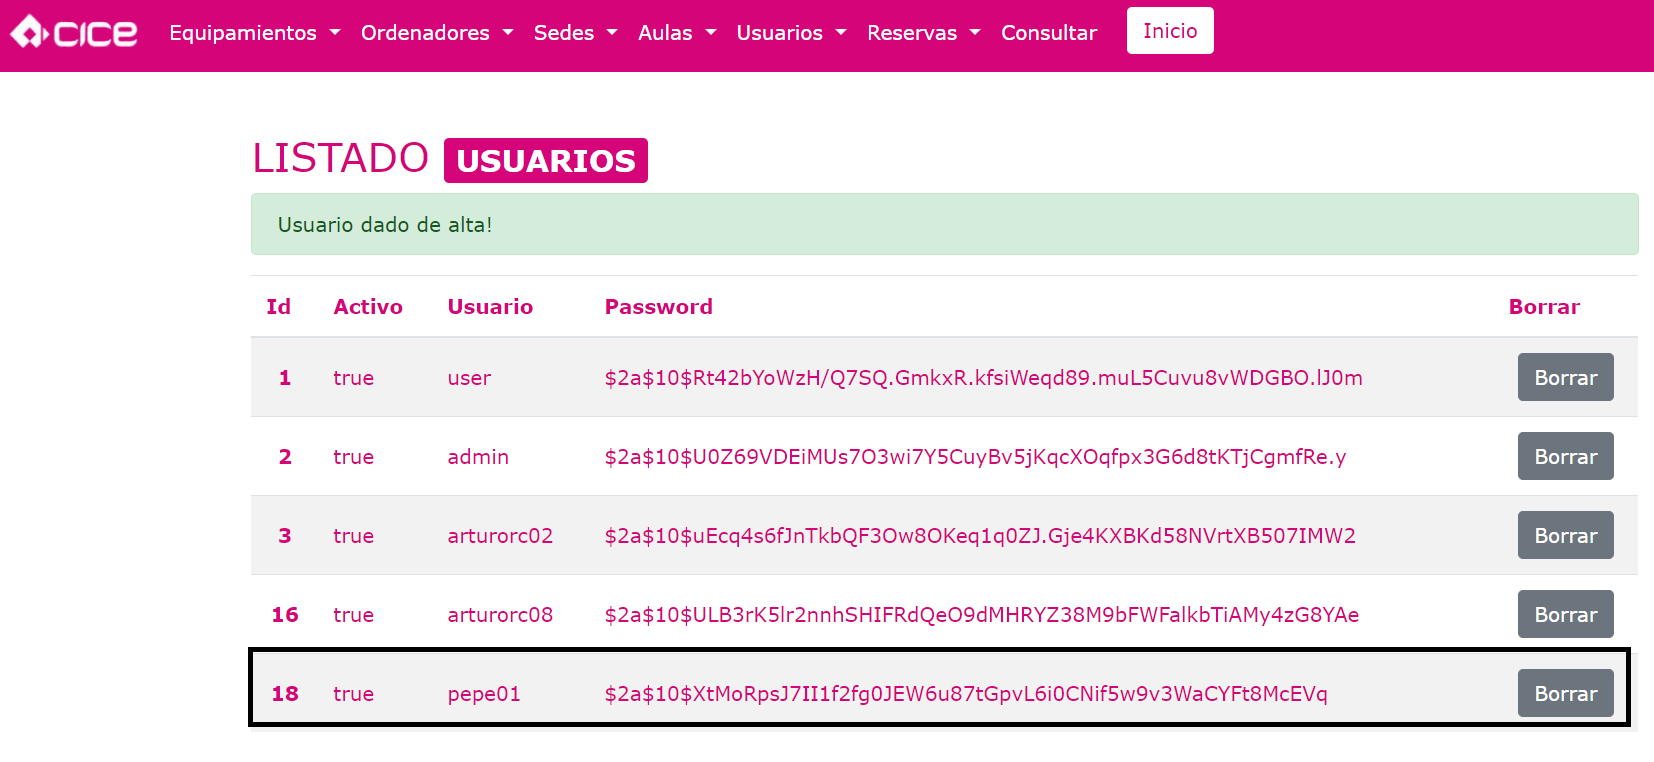 CICE Equipamientos Ordenadores Sedes Aulas Usuarios Reservas Consultar Inicio
LISTADO USUARIOS
Usuario dado de alta!
Id Activo Usuario Password Borrar
1 true user $2a$10$Rt42bYoWzH/Q7SQ.GmkxR.kfsiWeqd89.muL5Cuvu8vWDGBO.lJ0m Borrar
2 true admin $2a$10$U0Z69VDEiMUs7O3wi7Y5CuyBv5jKqcXOqfpx3G6d8tKTjCgmfRe.y Borrar
3 true arturorc02 $2a$10$uEcq4s6fJnTkbQF3Ow8OKeq1q0ZJ.Gje4KXBKd58NVrtXB507IMW2 Borrar
16 true arturorc08 $2a$10$ULB3rK5lr2nnhSHIFRdQeO9dMHRYZ38M9bFWFalkbTiAMy4zG8YAe Borrar
18 true pepe01 $2a$10$XtMoRpsJ7II1f2fg0JEW6u87tGpvL6i0CNif5w9v3WaCYFt8McEVq Borrar